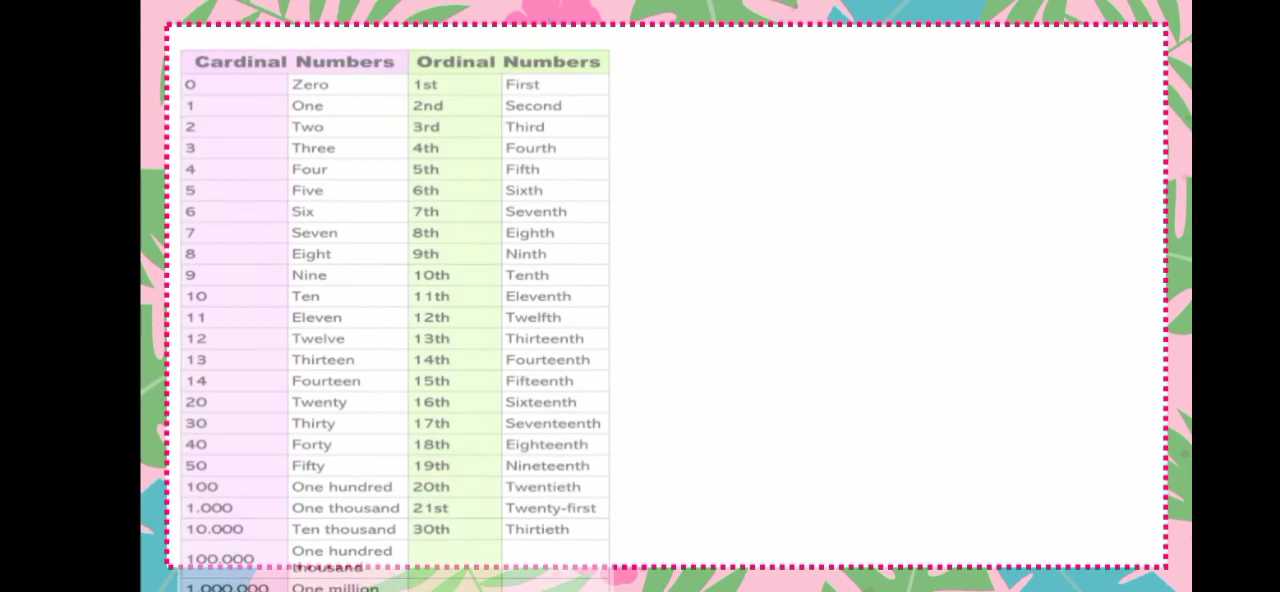 Cardinal Numbers Ordinal Numbers
0 Zero 1st First
1 One 2nd Second
2 Two 3rd Third
3 Three 4th Fourth
4 Four 5th Fifth
5 Five 6th Sixth
6 Six 7th Seventh
7 Seven 8th Eighth
8 Eight 9th Ninth
9 Nine 10th Tenth
10 Ten 11th Eleventh
11 Eleven 12th Twelfth
12 Twelve 13th Thirteenth
13 Thirteen 14th Fourteenth
14 Fourteen 15th Fifteenth
20 Twenty 16th Sixteenth
30 Thirty 17th Seventeenth
40 Forty 18th Eighteenth
50 Fifty 19th Nineteenth
100 One hundred 20th Twentieth
1.000 One thousand 21st Twenty-first
10.000 Ten thousand 30th Thirtieth
100.000 One hundred
thousand
1.000.000 One million